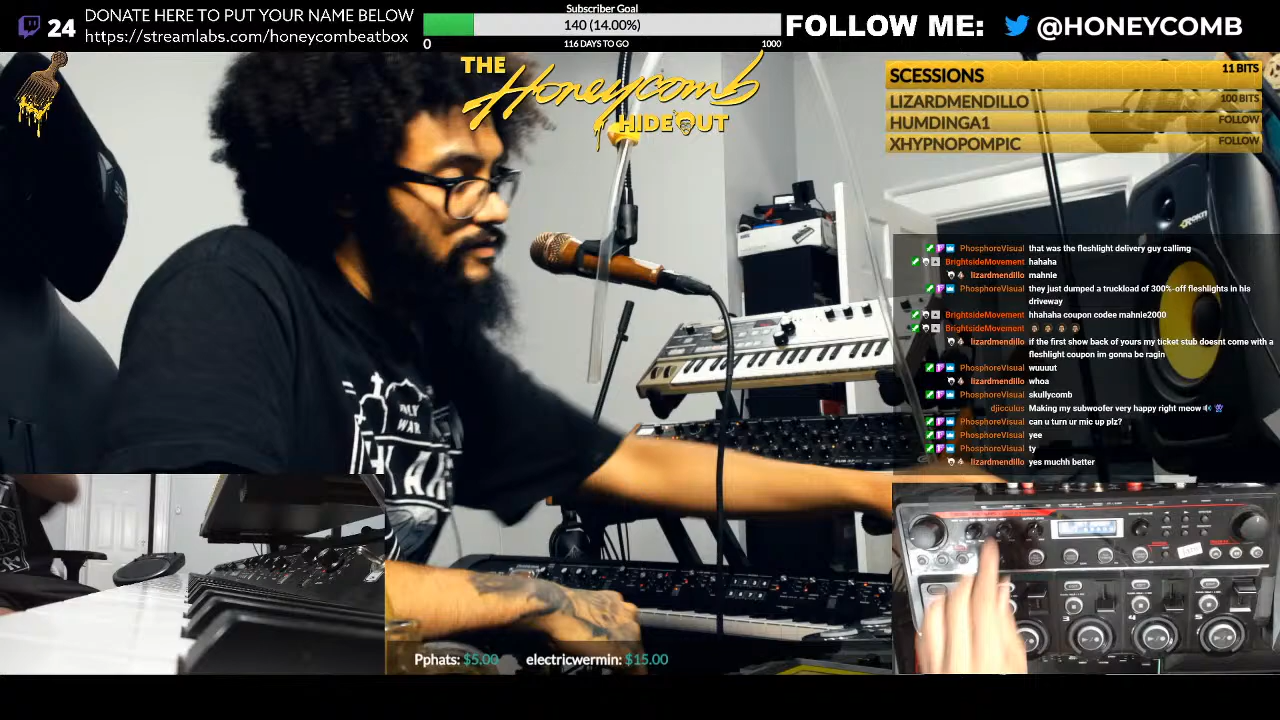 24
DONATE HERE TO PUT YOUR NAME BELOW
https://streamlabs.com/honeycombeatbox
Subscriber Goal
140 (14.00%)
0
116 DAYS TO GO
1000
FOLLOW ME:
@HONEYCOMB
THE
Honeycomb
HIDEOUT
SCESSIONS 11 BITS
LIZARDMENDILLO 100 BITS
HUMDINGA1 FOLLOW
XHYPNOPOMPIC FOLLOW
PhosphoreVisual that was the fleshlight delivery guy callimg
BrightsideMovement hahaha
lizardmendillo mahnie
PhosphoreVisual they just dumped a truckload of 300%-off fleshlights in his
driveway
BrightsideMovement hhahaha coupon codee mahnie2000
BrightsideMovement
lizardmendillo if the first show back of yours my ticket stub doesnt come with a
fleshlight coupon im gonna be ragin
PhosphoreVisual wuuuut
lizardmendillo whoa
PhosphoreVisual skullycomb
djicculus Making my subwoofer very happy right meow
PhosphoreVisual can u turn ur mic up plz?
PhosphoreVisual yee
PhosphoreVisual ty
lizardmendillo yes muchh better
Pphats: $5.00 electricwermin: $15.00